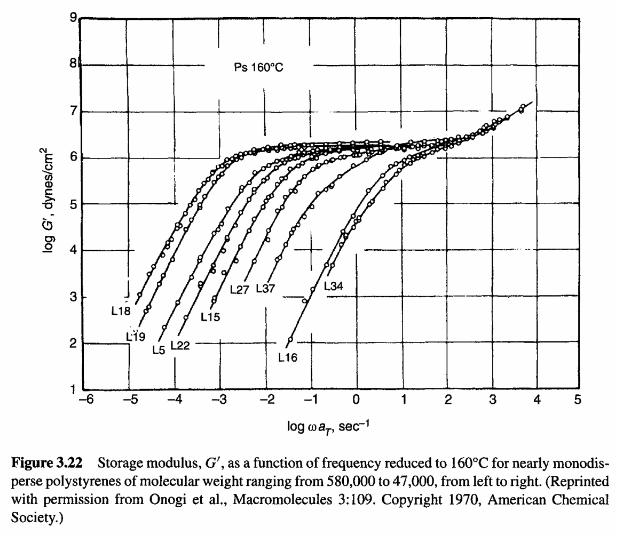 9
8
7
6
5
4
3
2
1
log G′, dynes/cm²
Ps 160°C
L18
L19
L5 L22
L15
L27 L37
L34
L16
−6 −5 −4 −3 −2 −1 0 1 2 3 4 5
log ωa_T, sec⁻¹
Figure 3.22 Storage modulus, G′, as a function of frequency reduced to 160°C for nearly monodis-
perse polystyrenes of molecular weight ranging from 580,000 to 47,000, from left to right. (Reprinted
with permission from Onogi et al., Macromolecules 3:109. Copyright 1970, American Chemical
Society.)